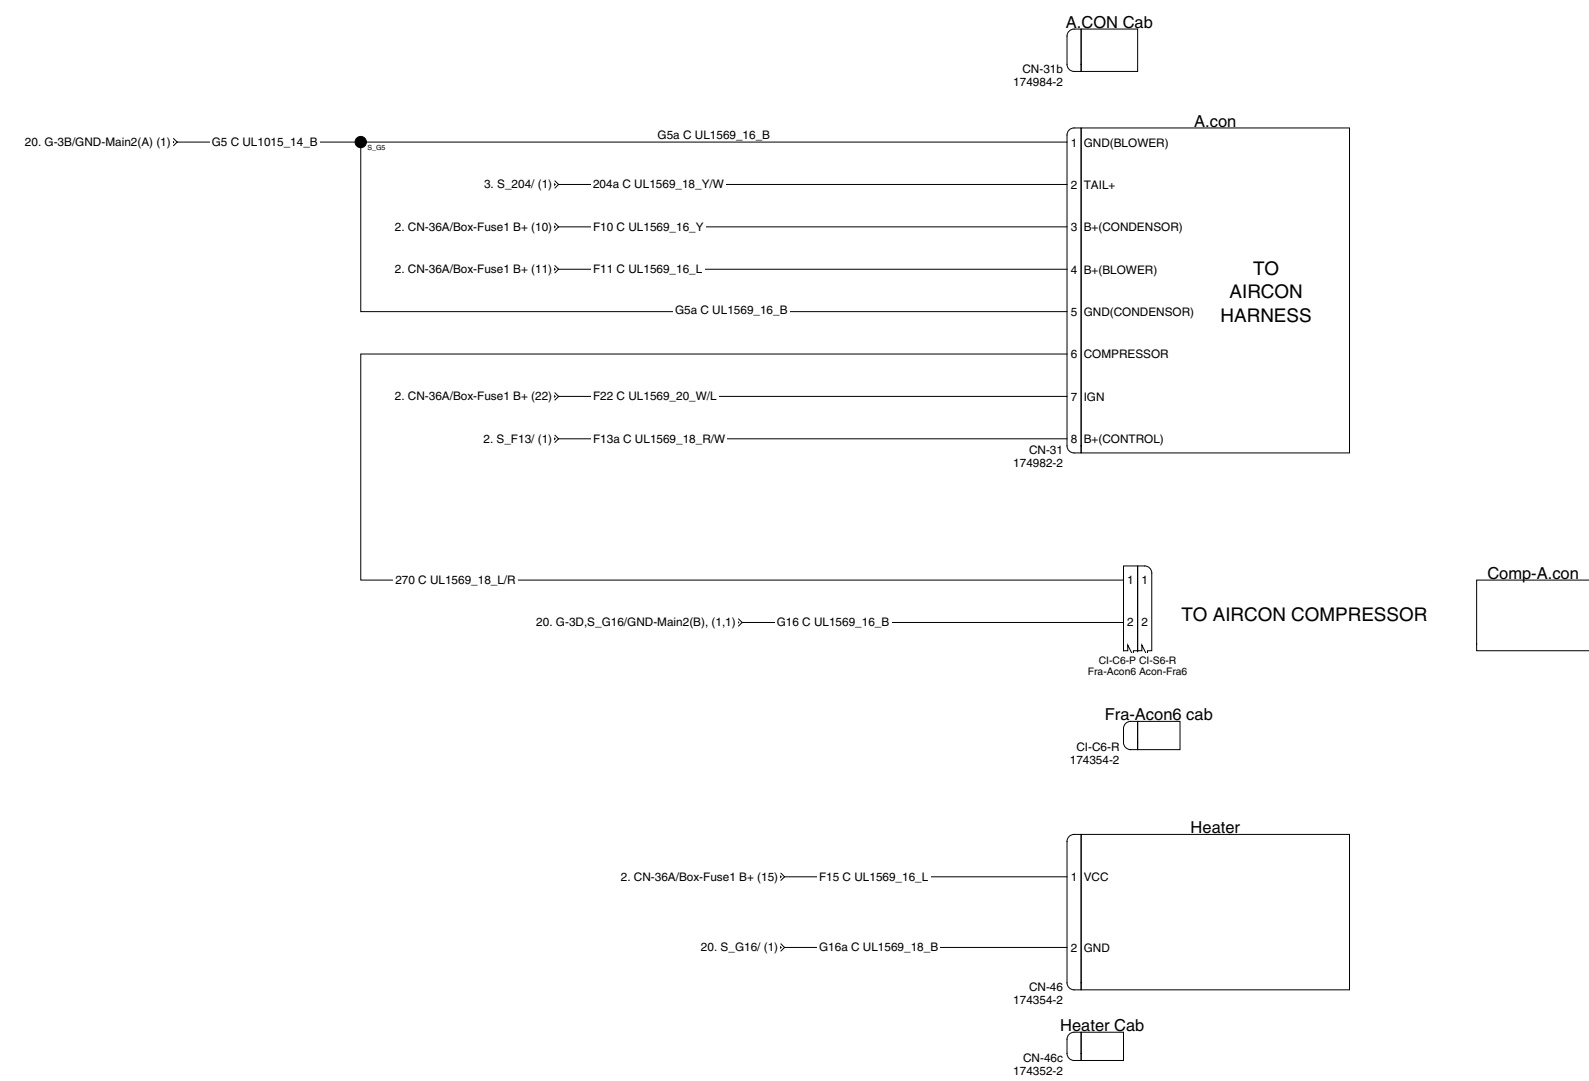 A.CON Cab
CN-31b
174984-2
A.con
20. G-3B/GND-Main2(A) (1) G5 C UL1015_14_B S_G5 G5a C UL1569_16_B 1 GND(BLOWER)
3. S_204/ (1) 204a C UL1569_18_Y/W 2 TAIL+
2. CN-36A/Box-Fuse1 B+ (10) F10 C UL1569_16_Y 3 B+(CONDENSOR)
2. CN-36A/Box-Fuse1 B+ (11) F11 C UL1569_16_L 4 B+(BLOWER)
TO
AIRCON
HARNESS
G5a C UL1569_16_B 5 GND(CONDENSOR)
6 COMPRESSOR
2. CN-36A/Box-Fuse1 B+ (22) F22 C UL1569_20_W/L 7 IGN
2. S_F13/ (1) F13a C UL1569_18_R/W 8 B+(CONTROL)
CN-31
174982-2
Comp-A.con
270 C UL1569_18_L/R 1 1
TO AIRCON COMPRESSOR
20. G-3D,S_G16/GND-Main2(B), (1,1) G16 C UL1569_16_B 2 2
CI-C6-P CI-S6-R
Fra-Acon6 Acon-Fra6
Fra-Acon6 cab
CI-C6-R
174354-2
Heater
2. CN-36A/Box-Fuse1 B+ (15) F15 C UL1569_16_L 1 VCC
20. S_G16/ (1) G16a C UL1569_18_B 2 GND
CN-46
174354-2
Heater Cab
CN-46c
174352-2